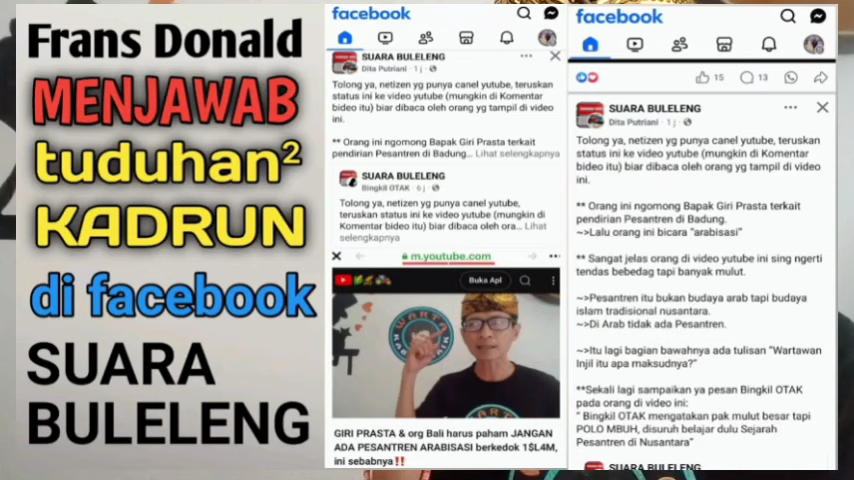 Frans Donald
MENJAWAB
tuduhan²
KADRUN
di facebook
SUARA
BULELENG
facebook
SUARA BULELENG
Dita Putriani · 1 j ·
Tolong ya, netizen yg punya canel yutube, teruskan
status ini ke video yutube (mungkin di Komentar
bideo itu) biar dibaca oleh orang yg tampil di video
ini.
** Orang ini ngomong Bapak Giri Prasta terkait
pendirian Pesantren di Badung... Lihat selengkapnya
SUARA BULELENG
Bingkil OTAK · 6 j ·
Tolong ya, netizen yg punya canel yutube,
teruskan status ini ke video yutube (mungkin di
Komentar bideo itu) biar dibaca oleh ora... Lihat
selengkapnya
m.youtube.com
Buka Apl
WARTA
GIRI PRASTA & org Bali harus paham JANGAN
ADA PESANTREN ARABISASI berkedok 1$L4M,
ini sebabnya‼️
facebook
15
13
SUARA BULELENG
Dita Putriani · 1 j ·
Tolong ya, netizen yg punya canel yutube, teruskan
status ini ke video yutube (mungkin di Komentar
bideo itu) biar dibaca oleh orang yg tampil di video
ini.
** Orang ini ngomong Bapak Giri Prasta terkait
pendirian Pesantren di Badung.
~>Lalu orang ini bicara "arabisasi"
** Sangat jelas orang di video yutube ini sing ngerti
tendas bebedag tapi banyak mulut.
~>Pesantren itu bukan budaya arab tapi budaya
islam tradisional nusantara.
~>Di Arab tidak ada Pesantren.
~>Itu lagi bagian bawahnya ada tulisan "Wartawan
Injil itu apa maksudnya?"
**Sekali lagi sampaikan ya pesan Bingkil OTAK
pada orang di video ini:
" Bingkil OTAK mengatakan pak mulut besar tapi
POLO MBUH, disuruh belajar dulu Sejarah
Pesantren di Nusantara"
SUARA BULELENG